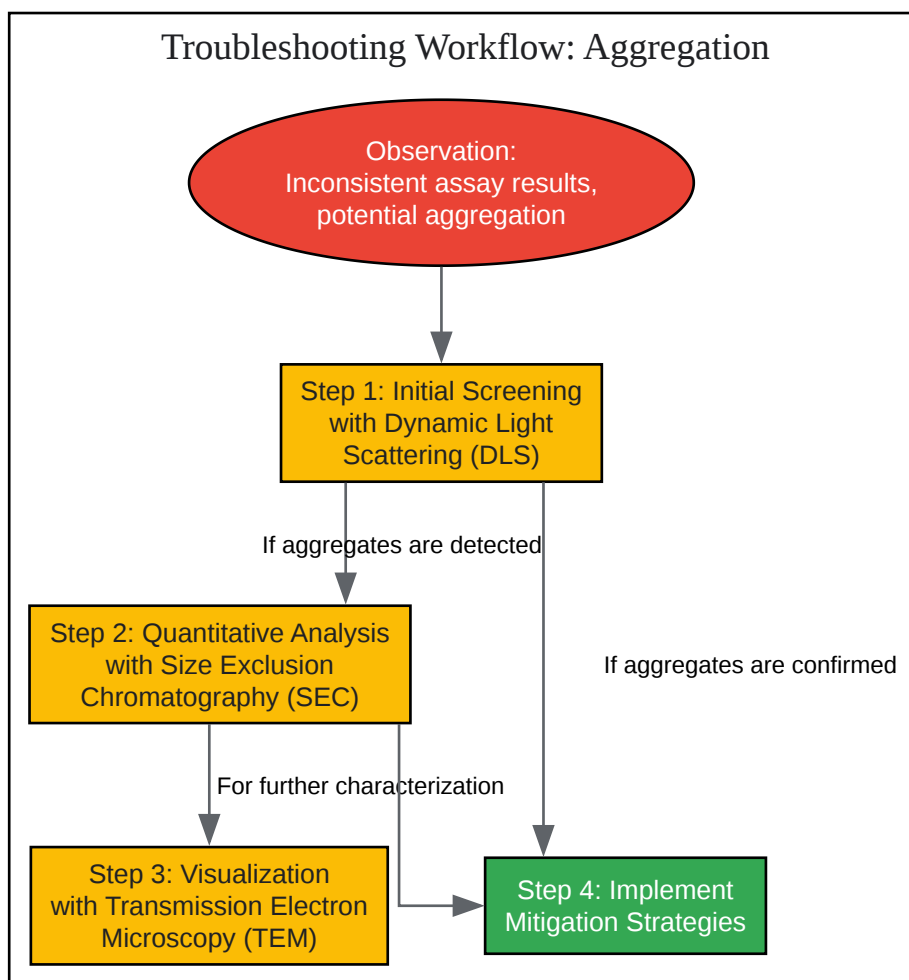 Troubleshooting Workflow: Aggregation
Observation:
Inconsistent assay results,
potential aggregation
Step 1: Initial Screening
with Dynamic Light
Scattering (DLS)
If aggregates are detected
Step 2: Quantitative Analysis
with Size Exclusion
Chromatography (SEC)
If aggregates are confirmed
For further characterization
Step 3: Visualization
with Transmission Electron
Microscopy (TEM)
Step 4: Implement
Mitigation Strategies